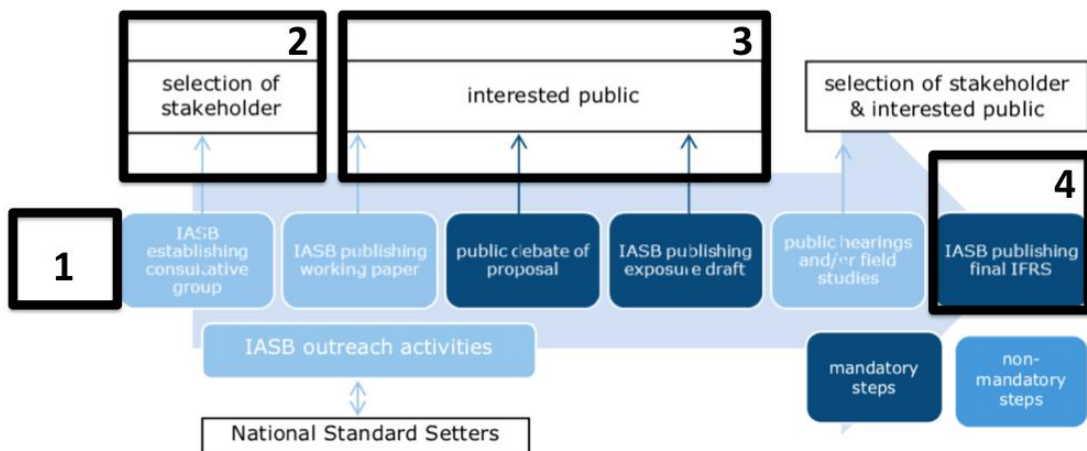 2
3
selection of
stakeholder
interested public
selection of stakeholder
& interested public
1
4
IASB
establishing
consultative
group
IASB publishing
working paper
public debate of
proposal
IASB publishing
exposure draft
public hearings
and/or field
studies
IASB publishing
final IFRS
IASB outreach activities
mandatory
steps
non-
mandatory
steps
National Standard Setters